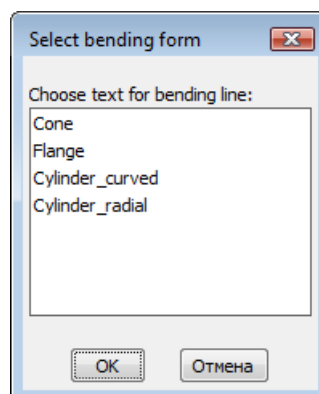 Select bending form
Choose text for bending line:
Cone
Flange
Cylinder_curved
Cylinder_radial
OK
Отмена